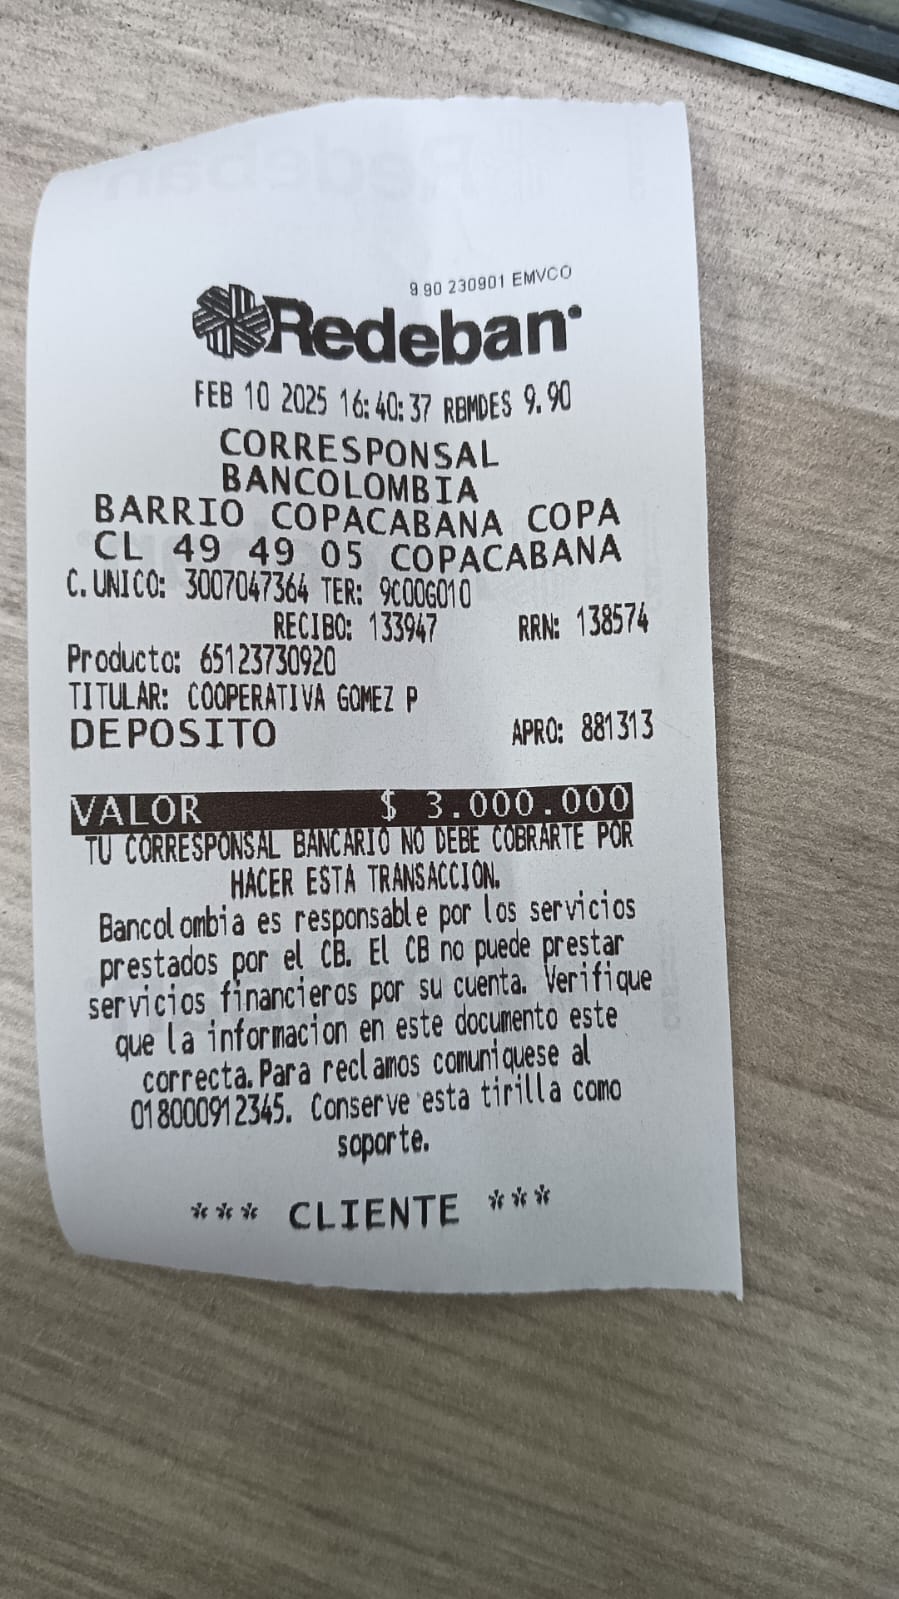 9.90 230901 EMVCO
Redeban
FEB 10 2025 16:40:37 RBMDES 9.90
CORRESPONSAL
BANCOLOMBIA
BARRIO COPACABANA COPA
CL 49 49 05 COPACABANA
C.UNICO: 3007047364 TER: 9C00G010
RECIBO: 133947 RRN: 138574
Producto: 65123730920
TITULAR: COOPERATIVA GOMEZ P
DEPOSITO APRO: 881313
VALOR $ 3.000.000
TU CORRESPONSAL BANCARIO NO DEBE COBRARTE POR
HACER ESTA TRANSACCION.
Bancolombia es responsable por los servicios
prestados por el CB. El CB no puede prestar
servicios financieros por su cuenta. Verifique
que la informacion en este documento este
correcta. Para reclamos comuniquese al
018000912345. Conserve esta tirilla como
soporte.
*** CLIENTE ***